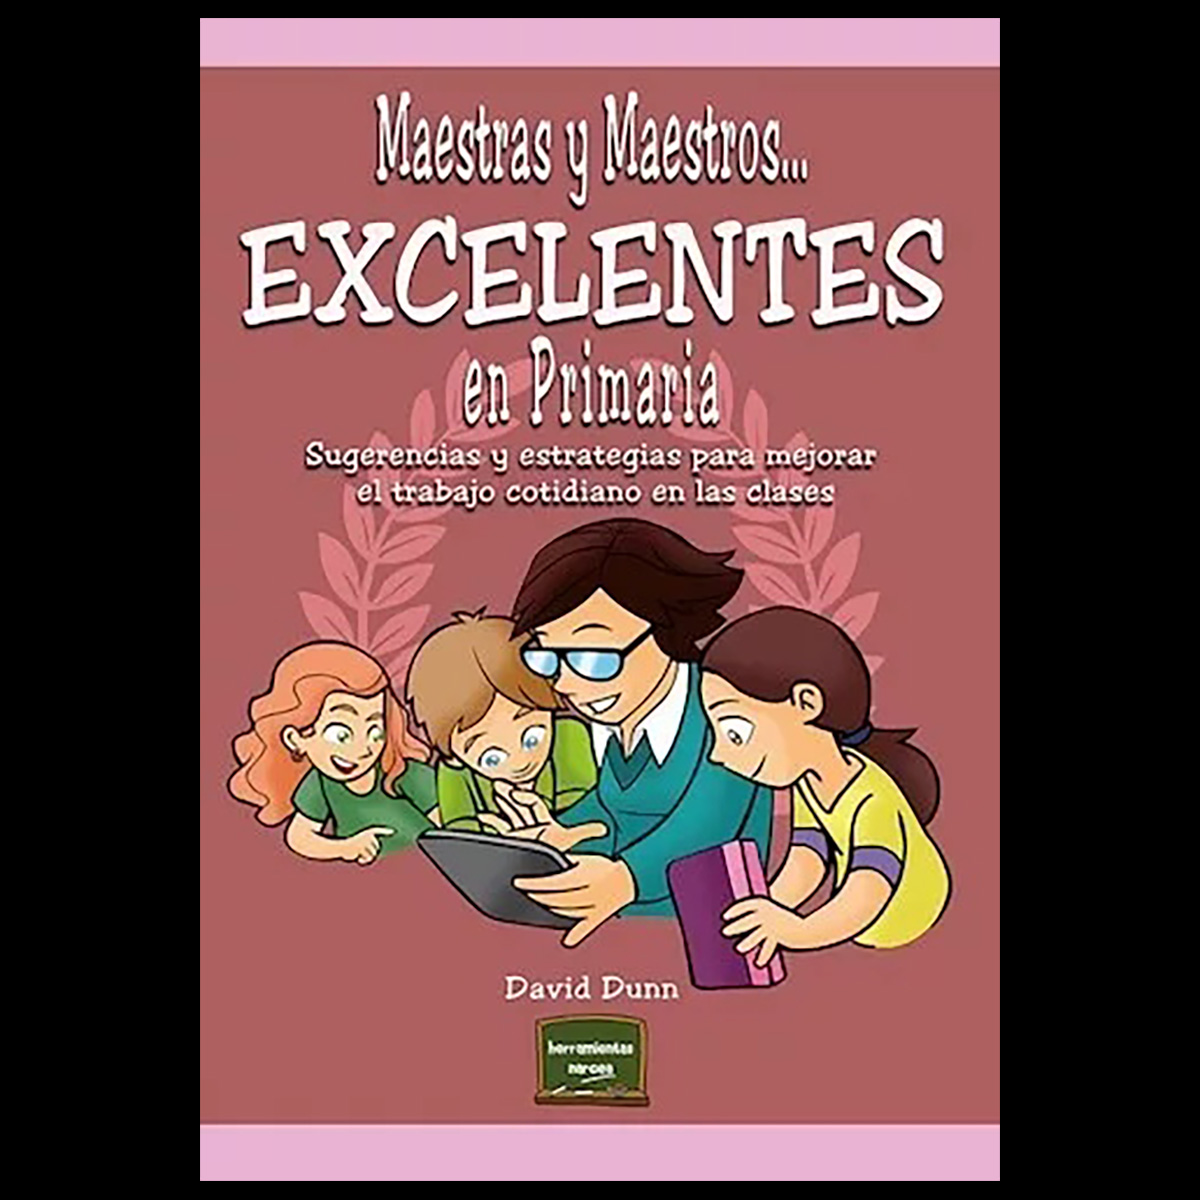 Maestras y Maestros...
EXCELENTES
en Primaria
Sugerencias y estrategias para mejorar
el trabajo cotidiano en las clases
David Dunn
herramientas
narcea